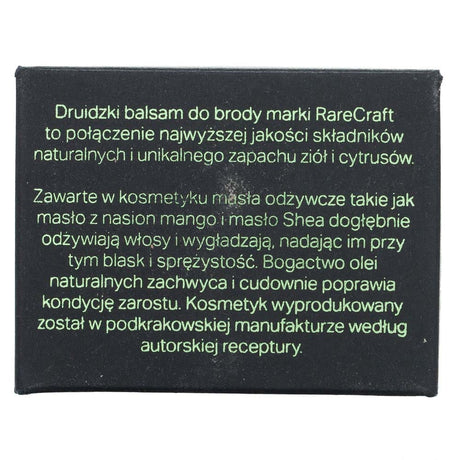 Druidzki balsam do brody marki RareCraft
to połączenie najwyższej jakości składników
naturalnych i unikalnego zapachu ziół i cytrusów.
Zawarte w kosmetyku masła odżywcze takie jak
masło z nasion mango i masło Shea dogłębnie
odżywiają włosy i wygładzają, nadając im przy
tym blask i sprężystość. Bogactwo olei
naturalnych zachwyca i cudownie poprawia
kondycję zarostu. Kosmetyk wyprodukowany
został w podkrakowskiej manufakturze według
autorskiej receptury.